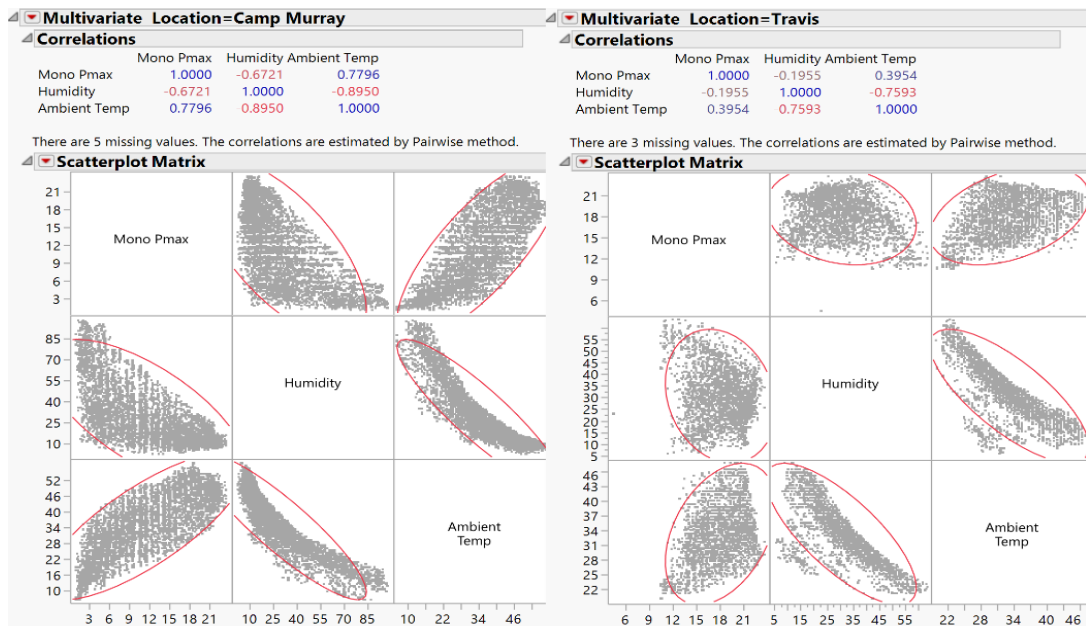 Multivariate Location=Camp Murray
Correlations
Mono Pmax Humidity Ambient Temp
Mono Pmax 1.0000 -0.6721 0.7796
Humidity -0.6721 1.0000 -0.8950
Ambient Temp 0.7796 -0.8950 1.0000
There are 5 missing values. The correlations are estimated by Pairwise method.
Scatterplot Matrix
21
18
15
12
9
6
3
Mono Pmax
85
70
55
40
25
10
Humidity
52
46
40
34
28
22
16
10
Ambient
Temp
3 6 9 12 15 18 21
10 25 40 55 70 85
10 22 34 46
Multivariate Location=Travis
Correlations
Mono Pmax Humidity Ambient Temp
Mono Pmax 1.0000 -0.1955 0.3954
Humidity -0.1955 1.0000 -0.7593
Ambient Temp 0.3954 0.7593 1.0000
There are 3 missing values. The correlations are estimated by Pairwise method.
Scatterplot Matrix
21
18
15
12
9
6
Mono Pmax
55
50
45
40
35
30
25
20
15
10
5
Humidity
46
43
40
37
34
31
28
25
22
Ambient
Temp
6 9 12 15 18 21
5 15 25 35 45 55
22 28 34 40 46